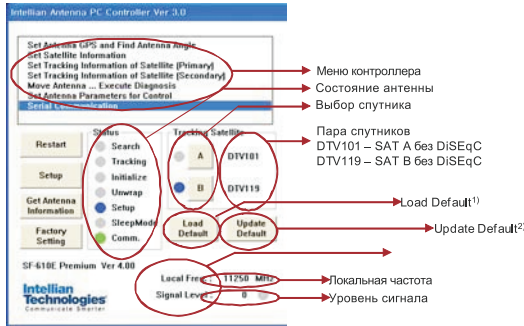 Intellian Antenna PC Controller Ver 3.0
Set Antenna GPS and Find Antenna Angle
Set Satellite Information
Set Tracking Information of Satellite (Primary)
Set Tracking Information of Satellite (Secondary)
Move Antenna ... Execute Diagnosis
Set Antenna Parameters for Control
Serial Communication
Меню контроллера
Состояние антенны
Выбор спутника
Пара спутников
DTV101 – SAT A без DiSEqC
DTV119 – SAT B без DiSEqC
Load Default1)
Update Default2)
Локальная частота
Уровень сигнала
Restart
Setup
Get Antenna
Information
Factory
Setting
Status
Search
Tracking
Initialize
Unwrap
Setup
SleepMode
Comm.
Tracking Satellite
A DTV101
B DTV119
Load
Default
Update
Default
SF-610E Premium Ver 4.00
Local Freq : 11250 MHz
Signal Level : 0
Intellian
Technologies
Communicate Smarter